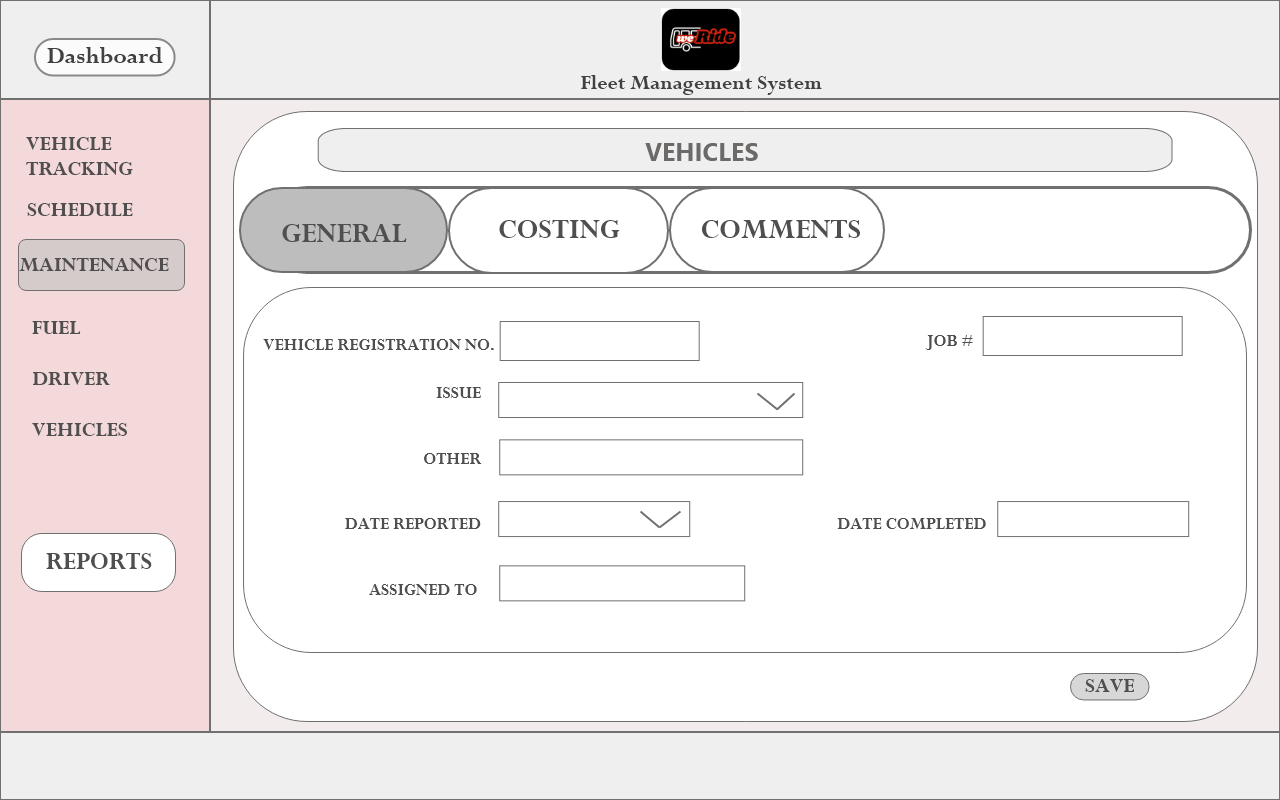 Dashboard
weRide
Fleet Management System
VEHICLE
TRACKING
SCHEDULE
MAINTENANCE
FUEL
DRIVER
VEHICLES
REPORTS
VEHICLES
GENERAL COSTING COMMENTS
VEHICLE REGISTRATION NO. JOB #
ISSUE
OTHER
DATE REPORTED DATE COMPLETED
ASSIGNED TO
SAVE